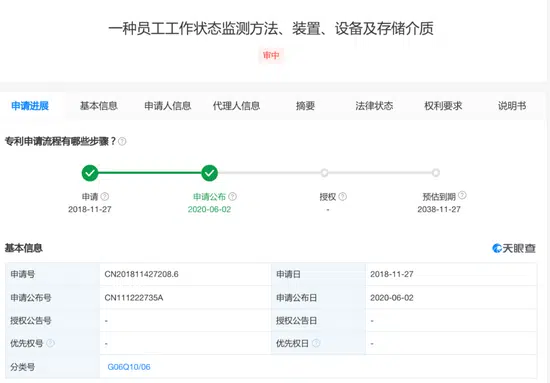 一种员工工作状态监测方法、装置、设备及存储介质
审中
申请进展 基本信息 申请人信息 代理人信息 摘要 法律状态 权利要求 说明书
专利申请流程有哪些步骤？
申请 申请公布 授权 预估到期
2018-11-27 2020-06-02 - 2038-11-27
基本信息 天眼查
申请号 CN201811427208.6 申请日 2018-11-27
申请公布号 CN111222735A 申请公布日 2020-06-02
授权公告号 - 授权公告日 -
优先权号 - 优先权日 -
分类号 G06Q10/06